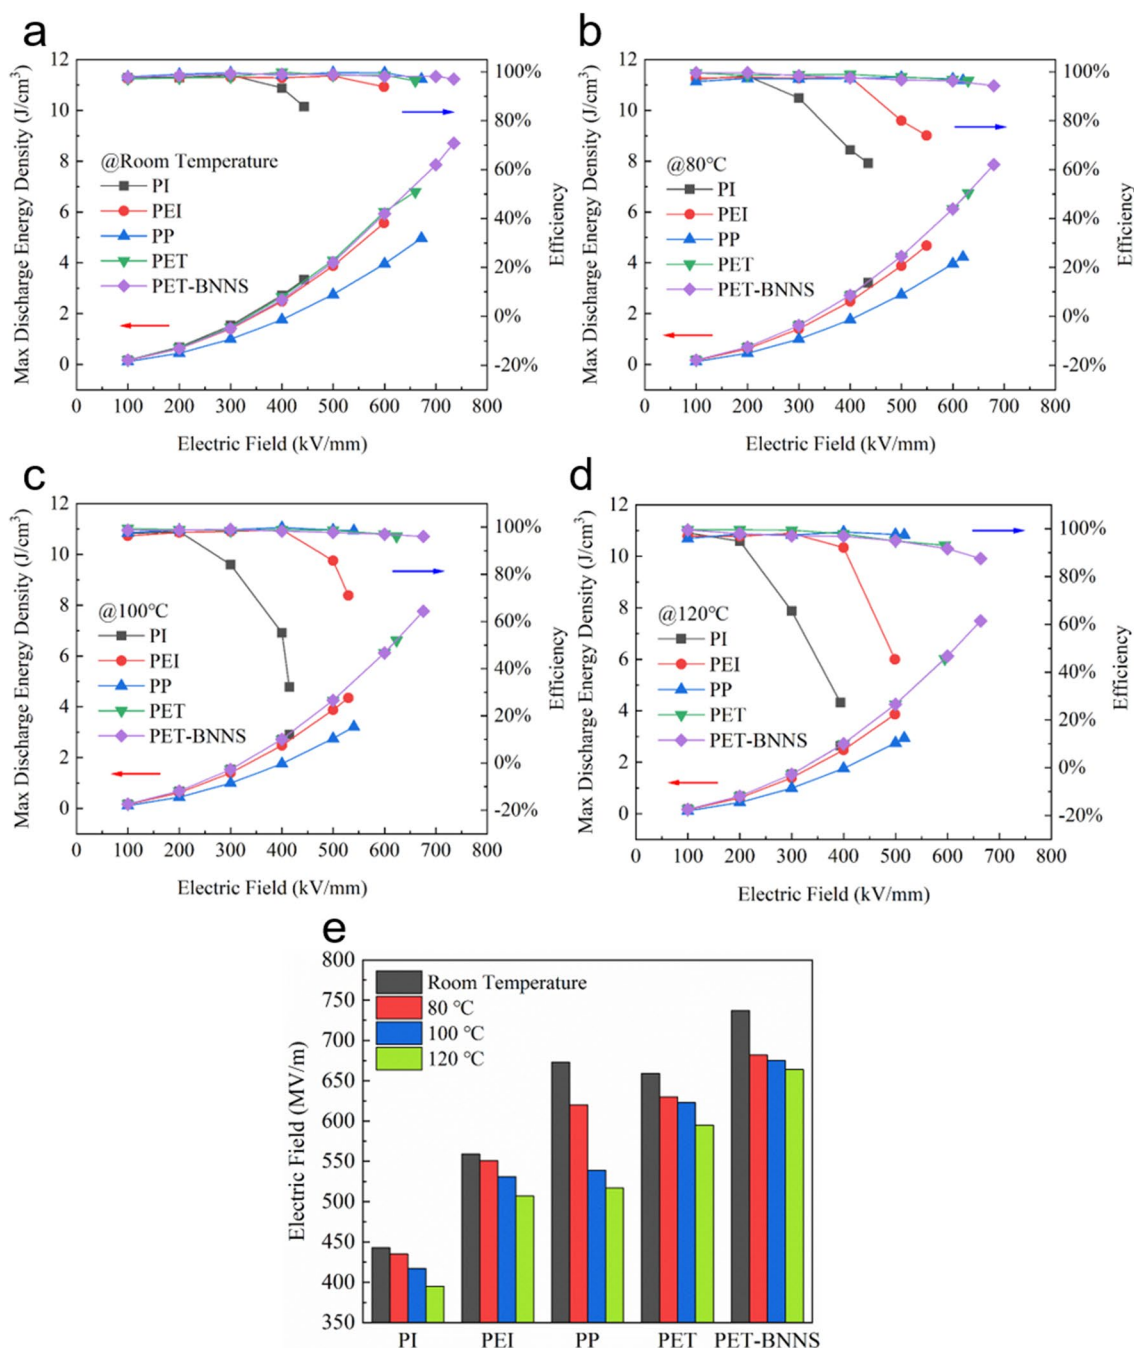 a
Max Discharge Energy Density (J/cm³)
12
10
8
6
4
2
0
@Room Temperature
PI
PEI
PP
PET
PET-BNNS
100%
80%
60%
40%
20%
0%
-20%
Efficiency
0 100 200 300 400 500 600 700 800
Electric Field (kV/mm)
b
Max Discharge Energy Density (J/cm³)
12
10
8
6
4
2
0
@80℃
PI
PEI
PP
PET
PET-BNNS
100%
80%
60%
40%
20%
0%
-20%
Efficiency
0 100 200 300 400 500 600 700 800
Electric Field (kV/mm)
c
Max Discharge Energy Density (J/cm³)
12
10
8
6
4
2
0
@100℃
PI
PEI
PP
PET
PET-BNNS
100%
80%
60%
40%
20%
0%
-20%
Efficiency
0 100 200 300 400 500 600 700 800
Electric Field (kV/mm)
d
Max Discharge Energy Density (J/cm³)
12
10
8
6
4
2
0
@120℃
PI
PEI
PP
PET
PET-BNNS
100%
80%
60%
40%
20%
0%
-20%
Efficiency
0 100 200 300 400 500 600 700 800
Electric Field (kV/mm)
e
Electric Field (MV/m)
800
750
700
650
600
550
500
450
400
350
Room Temperature
80 ℃
100 ℃
120 ℃
PI PEI PP PET PET-BNNS